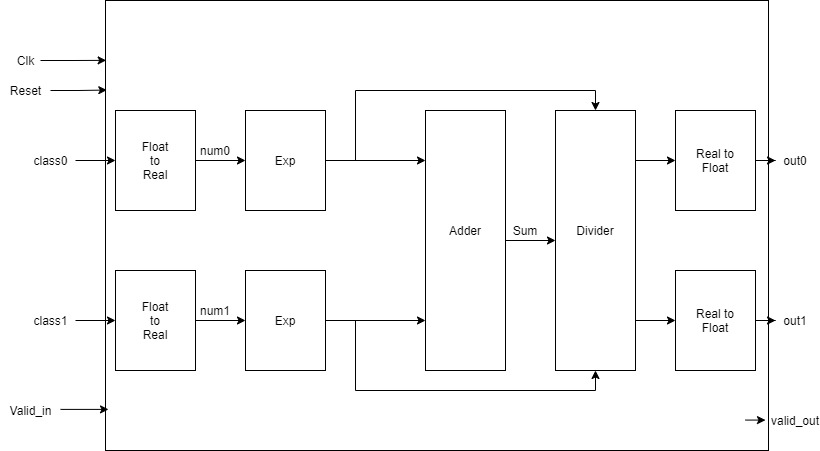 Clk
Reset
class0
Float
to
Real
num0
Exp
Real to
Float
out0
Adder
Sum
Divider
class1
Float
to
Real
num1
Exp
Real to
Float
out1
Valid_in
valid_out